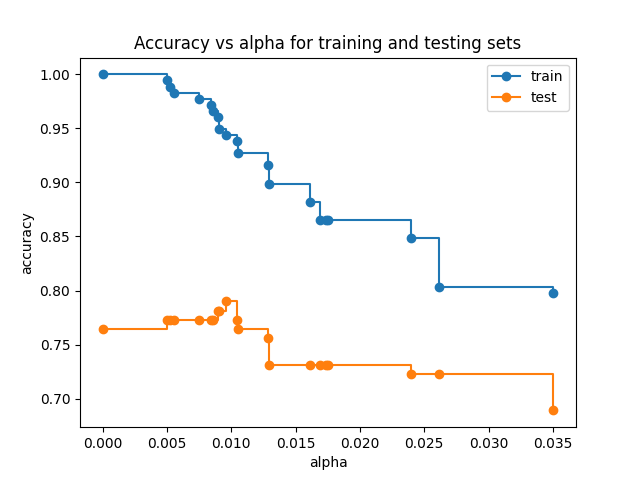 Accuracy vs alpha for training and testing sets
train
test
1.00
0.95
0.90
0.85
0.80
0.75
0.70
accuracy
0.000 0.005 0.010 0.015 0.020 0.025 0.030 0.035
alpha